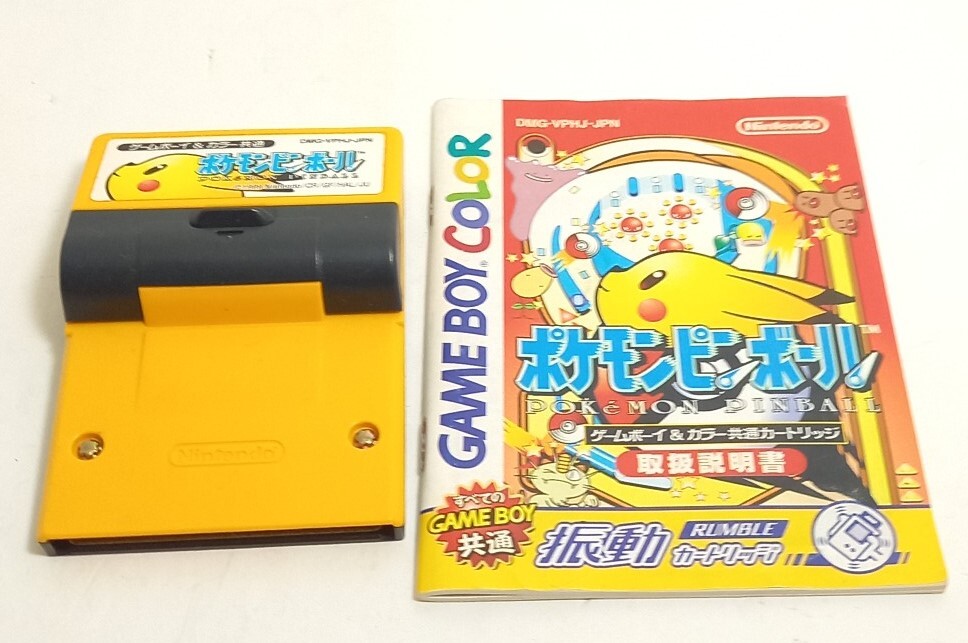 ゲームボーイ&カラー共通
DMG-VPHJ-JPN
ポケモンピンボール
POKéMON PINBALL
Nintendo
GAME BOY COLOR
DMG-VPHJ-JPN
Nintendo
ポケモンピンボール™
POKéMON PINBALL
ゲームボーイ&カラー共通カートリッジ
取扱説明書
すべての
GAME BOY
共通
振動
RUMBLE
カートリッジ